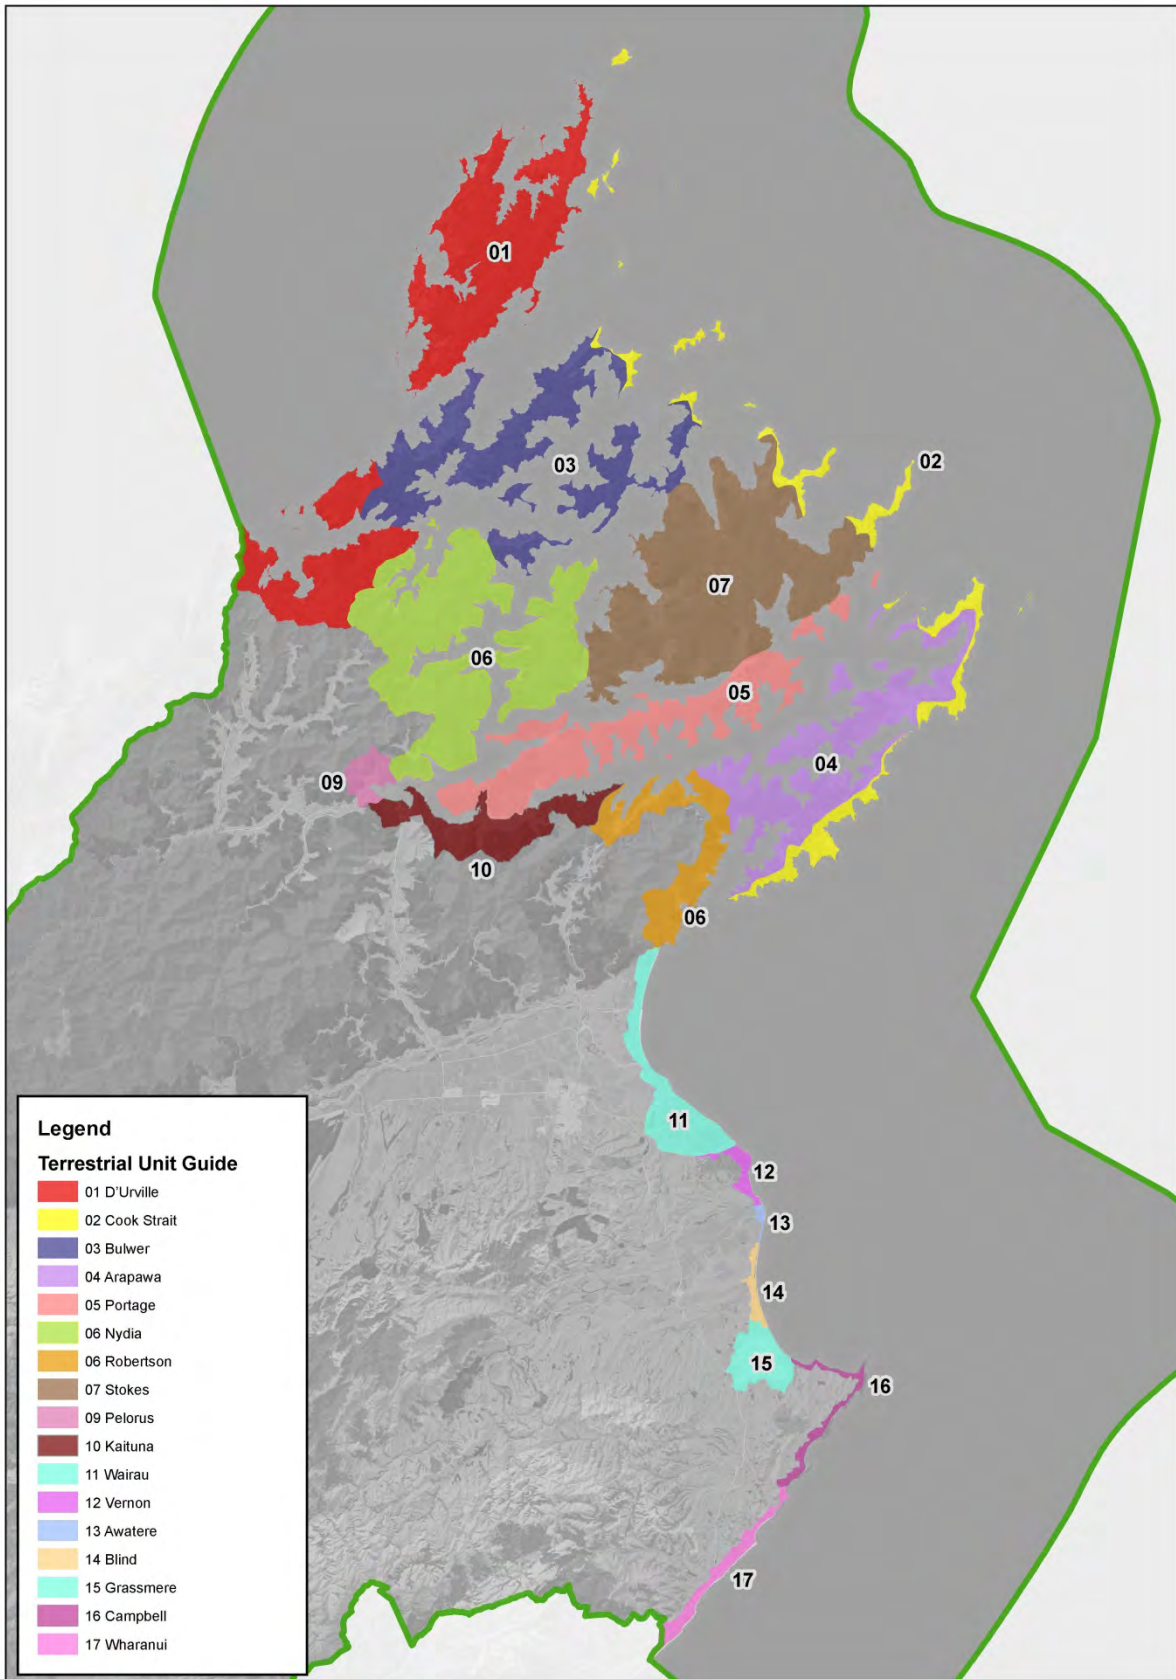 01
02
03
07
06
05
04
09
10
06
11
12
13
14
15
16
17
Legend
Terrestrial Unit Guide
01 D'Urville
02 Cook Strait
03 Bulwer
04 Arapawa
05 Portage
06 Nydia
06 Robertson
07 Stokes
09 Pelorus
10 Kaituna
11 Wairau
12 Vernon
13 Awatere
14 Blind
15 Grassmere
16 Campbell
17 Wharanui